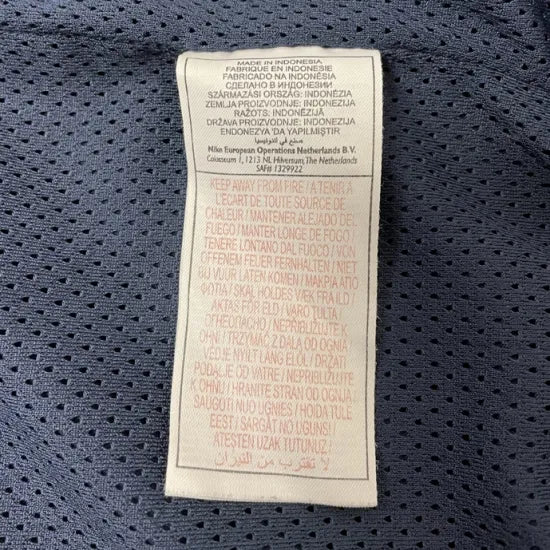 MADE IN INDONESIA
FABRIQUE EN INDONESIE
FABRICADO NA INDONÉSIA
СДЕЛАНО В ИНДОНЕЗИИ
SZÁRMAZÁSI ORSZÁG: INDONÉZIA
ZEMLJA PROIZVODNJE: INDONEZIJA
RAŽOTS: INDONĒZIJĀ
DRŽAVA PROIZVODNJE: INDONEZIJA
ENDONEZYA'DA YAPILMIŞTIR
صنع في اندونيسيا
Nike European Operations Netherlands B.V.
Colosseum 1, 1213 NL Hilversum, The Netherlands
SAF# 1329922
KEEP AWAY FROM FIRE / A TENIR A
L'ÉCART DE TOUTE SOURCE DE
CHALEUR / MANTENER ALEJADO DEL
FUEGO / MANTER LONGE DE FOGO /
TENERE LONTANO DAL FUOCO / VON
OFFENEM FEUER FERNHALTEN / NIET
BIJ VUUR LATEN KOMEN / ΜΑΚΡΙΑ ΑΠΟ
ΦΩΤΙΑ / SKAL HOLDES VÆK FRA ILD /
AKTAS FÖR ELD / VARO TULTA /
ОГНЕОПАСНО / NEPRIBLIŽUJTE K
OHNI / TRZYMAĆ Z DALA OD OGNIA /
VEDJE NYÍLT LÁNG ELŐL / DRŽATI
PODALJE OD VATRE / NEPRIBLIŽUJTE
K OHNU / HRANITE STRAN OD OGNJA /
SAUGOTI NUO UGNIES / HOIDA TULE
EEST / SARGĀT NO UGUNS /
ATEŞTEN UZAK TUTUNUZ /
لا تقترب من النيران